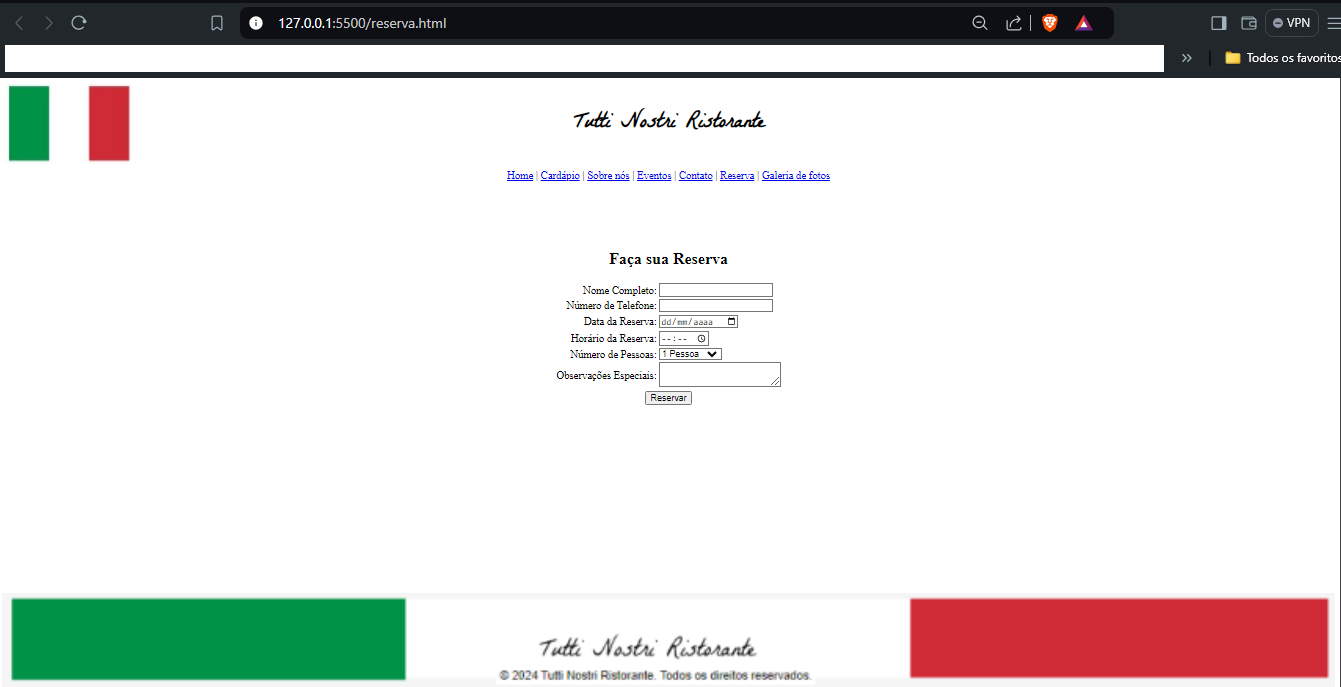 127.0.0.1:5500/reserva.html
VPN
Todos os favoritos
Tutti Nostri Ristorante
Home | Cardápio | Sobre nós | Eventos | Contato | Reserva | Galeria de fotos
Faça sua Reserva
Nome Completo:
Número de Telefone:
Data da Reserva: dd/mm/aaaa
Horário da Reserva: --:--
Número de Pessoas: 1 Pessoa
Observações Especiais:
Reservar
Tutti Nostri Ristorante
© 2024 Tutti Nostri Ristorante. Todos os direitos reservados.